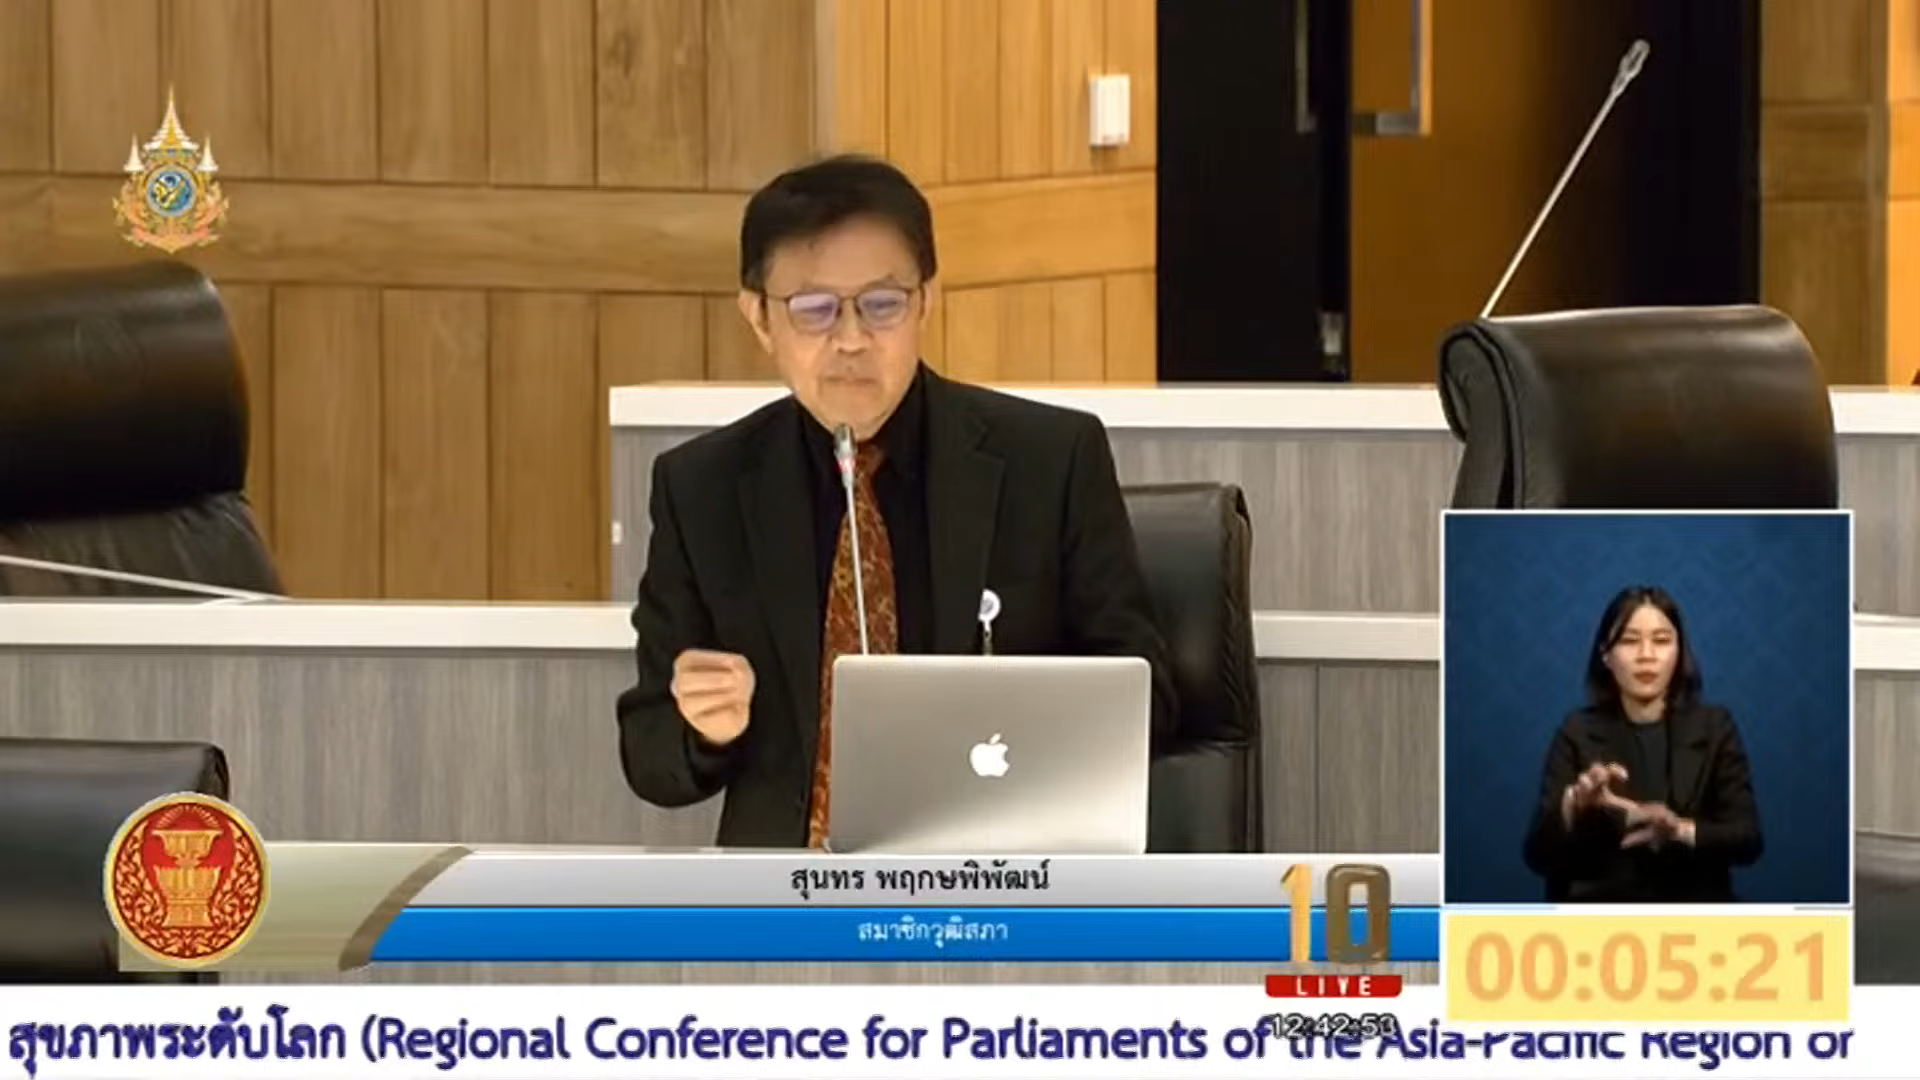 สุนทร พฤกษพิพัฒน์
สมาชิกวุฒิสภา
10
LIVE
00:05:21
12:42:53
สุขภาพระดับโลก (Regional Conference for Parliaments of the Asia-Pacific Region on